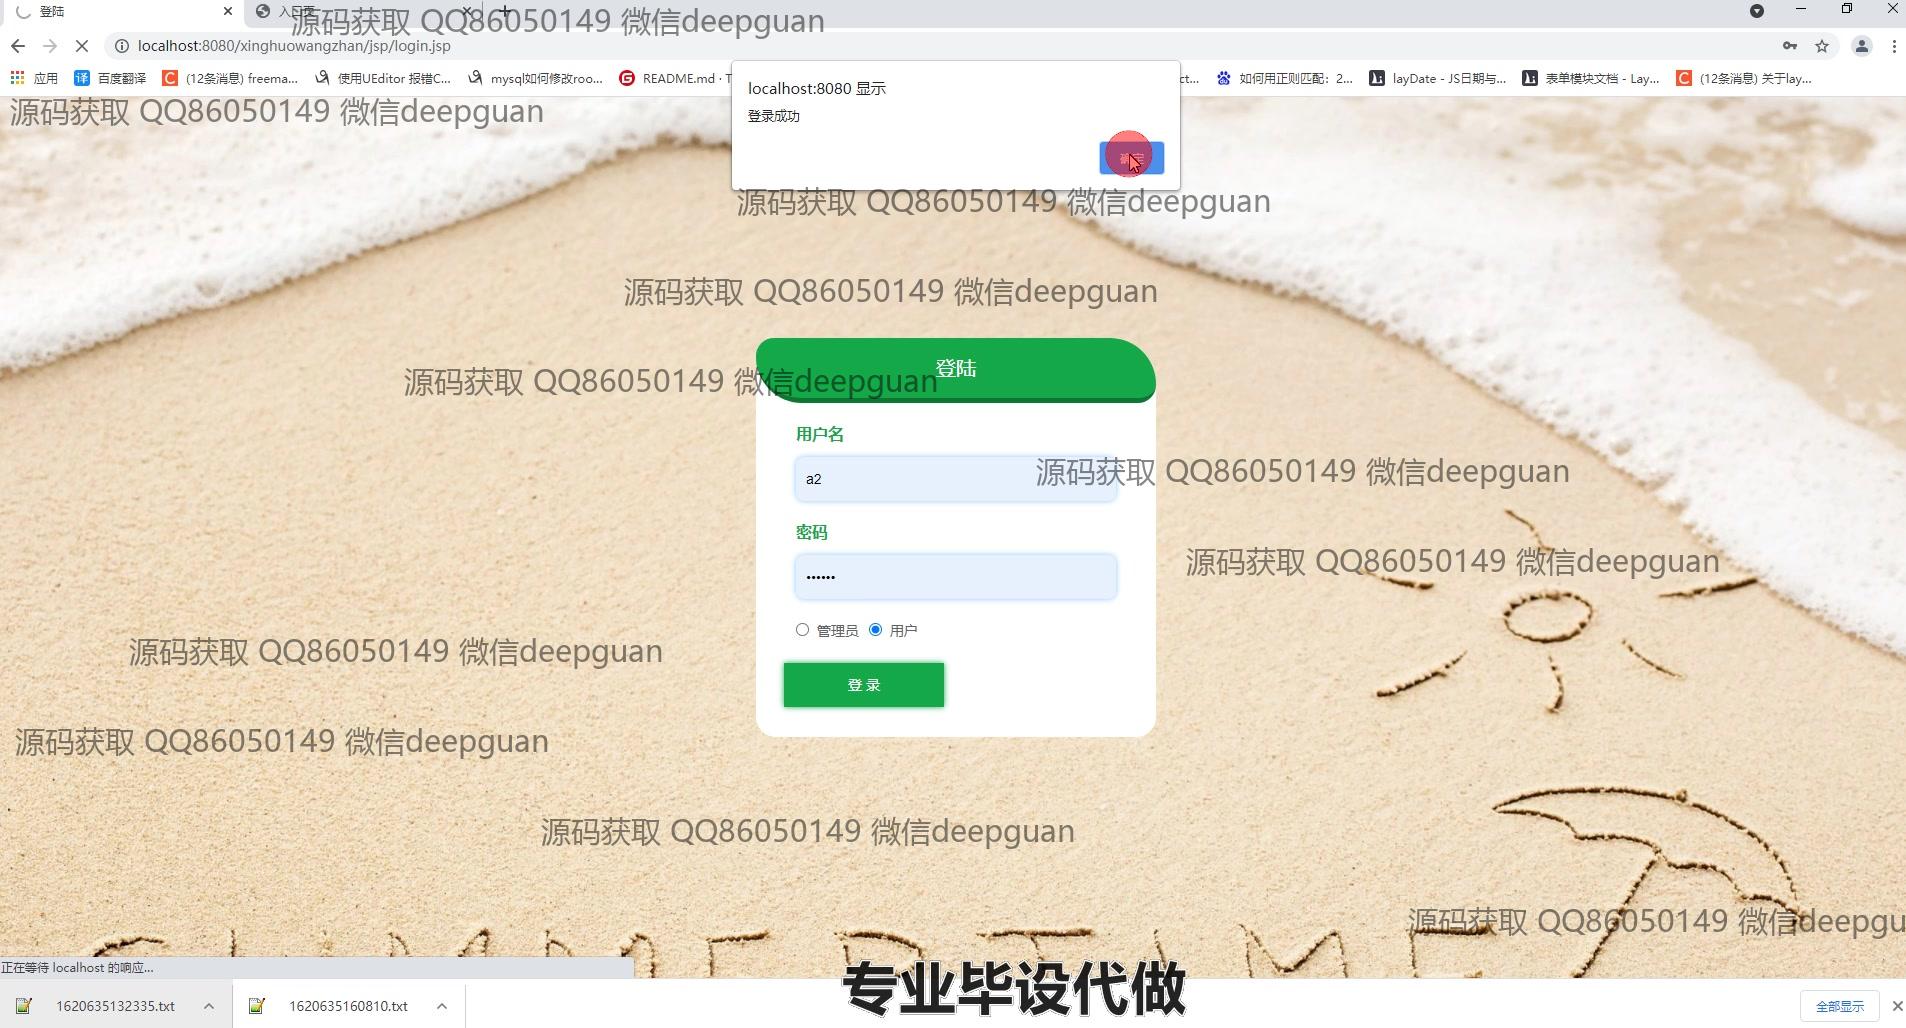 登陆
入口页
源码获取 QQ86050149 微信deepguan
localhost:8080/xinghuowangzhan/jsp/login.jsp
应用
百度翻译
(12条消息) freema...
使用UEditor 报错C...
mysql如何修改roo...
README.md · T
ct...
如何用正则匹配：2...
layDate - JS日期与...
表单模块文档 - Lay...
(12条消息) 关于lay...
localhost:8080 显示
登录成功
确定
源码获取 QQ86050149 微信deepguan
源码获取 QQ86050149 微信deepguan
源码获取 QQ86050149 微信deepguan
登陆
源码获取 QQ86050149 微信deepguan
用户名
a2
源码获取 QQ86050149 微信deepguan
密码
••••••
源码获取 QQ86050149 微信deepguan
管理员
用户
源码获取 QQ86050149 微信deepguan
登 录
源码获取 QQ86050149 微信deepguan
源码获取 QQ86050149 微信deepguan
源码获取 QQ86050149 微信deepgu
SUMMERTIME
正在等待 localhost 的响应...
专业毕设代做
1620635132335.txt
1620635160810.txt
全部显示